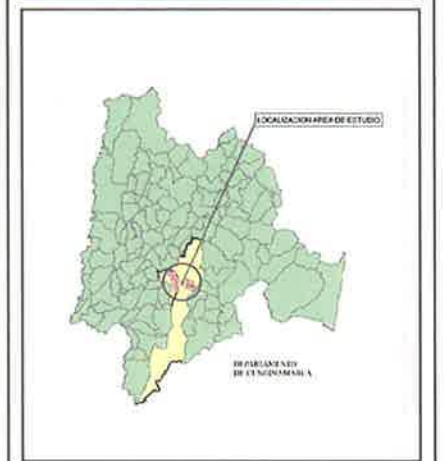 LOCALIZACION AREA DE ESTUDIO
DEPARTAMENTO
DE CUNDINAMARCA